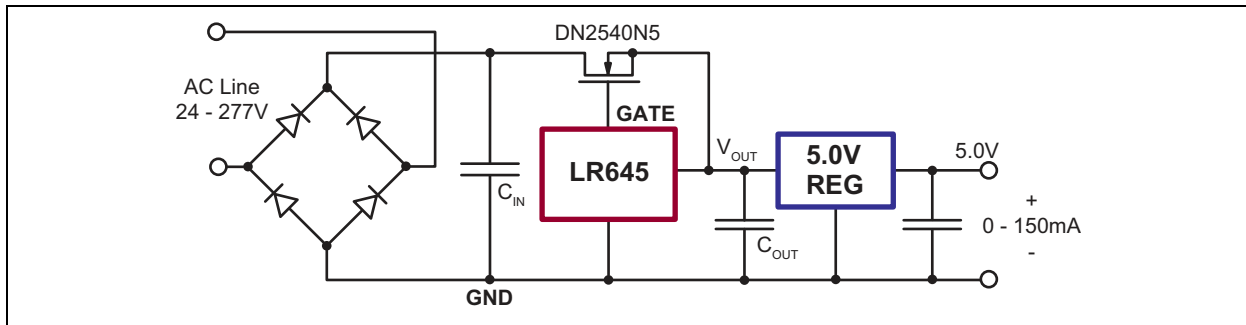 DN2540N5
AC Line
24 - 277V
GATE
LR645
V_OUT
5.0V
REG
5.0V
C_IN
C_OUT
+
0 - 150mA
-
GND